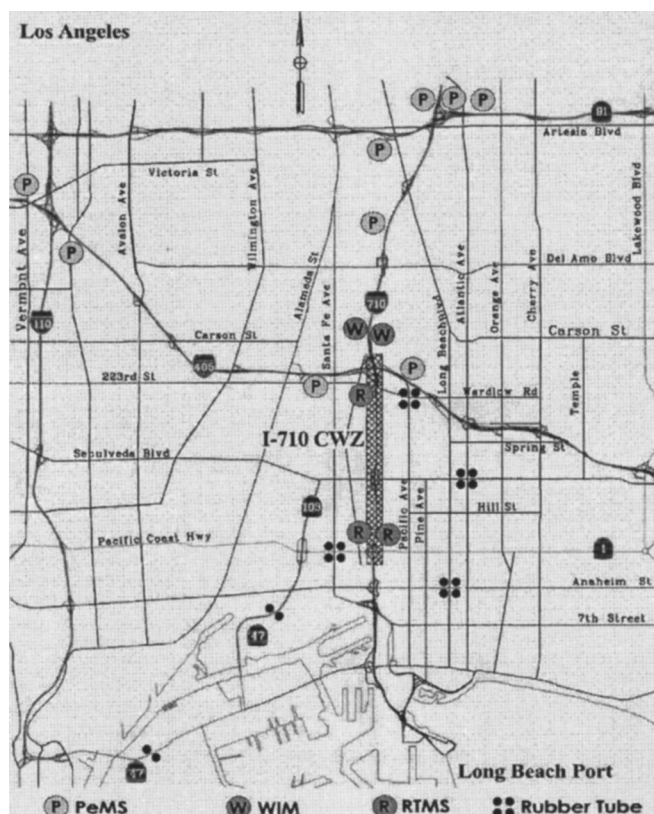 Los Angeles
P P P
91
Artesia Blvd
P
Victoria St
P
Vermont Ave
Avalon Ave
Wilmington Ave
Alameda St
Santa Fe Ave
Long Beachblvd
Atlantic Ave
Orange Ave
Cherry Ave
Lakewood Blvd
P
P
Del Amo Blvd
710
110
W W
Carson St
Carson St
405
223rd St
P
P
R
Wardlow Rd
Temple
I-710 CWZ
Spring St
Sepulveda Blvd
103
Pacific Ave
Pine Ave
Hill St
Pacific Coast Hwy
R R
1
Anaheim St
7th Street
47
47
Long Beach Port
P PeMS W WIM R RTMS Rubber Tube